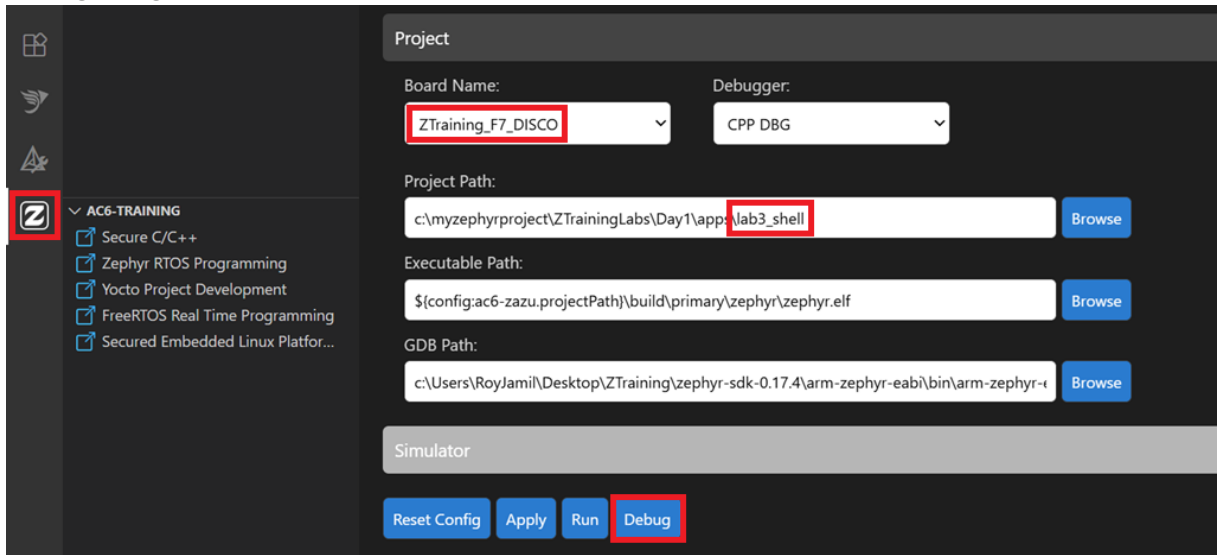 Project
Board Name: Debugger:
ZTraining_F7_DISCO CPP DBG
Project Path:
c:\myzephyrproject\ZTrainingLabs\Day1\apps\lab3_shell Browse
Executable Path:
${config:ac6-zazu.projectPath}\build\primary\zephyr\zephyr.elf Browse
GDB Path:
c:\Users\RoyJamil\Desktop\ZTraining\zephyr-sdk-0.17.4\arm-zephyr-eabi\bin\arm-zephyr- Browse
Simulator
Reset Config Apply Run Debug
Z
AC6-TRAINING
Secure C/C++
Zephyr RTOS Programming
Yocto Project Development
FreeRTOS Real Time Programming
Secured Embedded Linux Platfor...